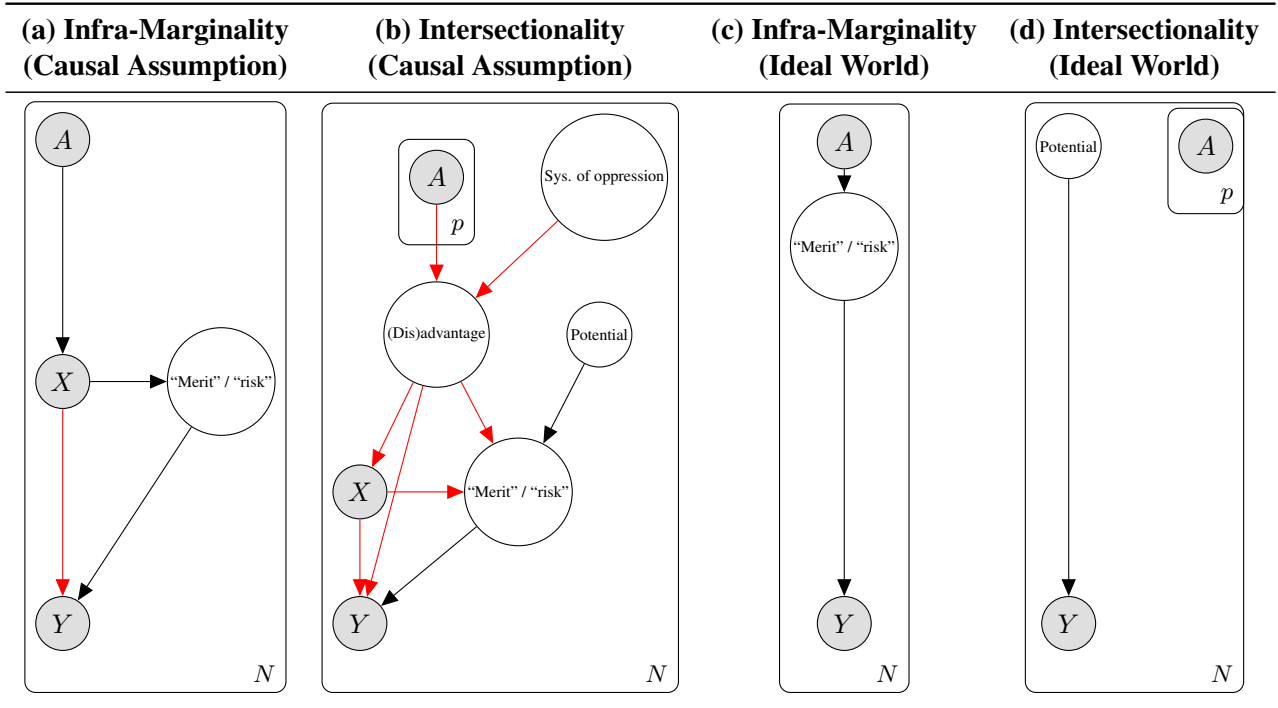 (a) Infra-Marginality
(Causal Assumption)
(b) Intersectionality
(Causal Assumption)
(c) Infra-Marginality
(Ideal World)
(d) Intersectionality
(Ideal World)
A
X
“Merit” / “risk”
Y
N
A
p
Sys. of oppression
(Dis)advantage
Potential
X
“Merit” / “risk”
Y
N
A
“Merit” / “risk”
Y
N
Potential
A
p
Y
N